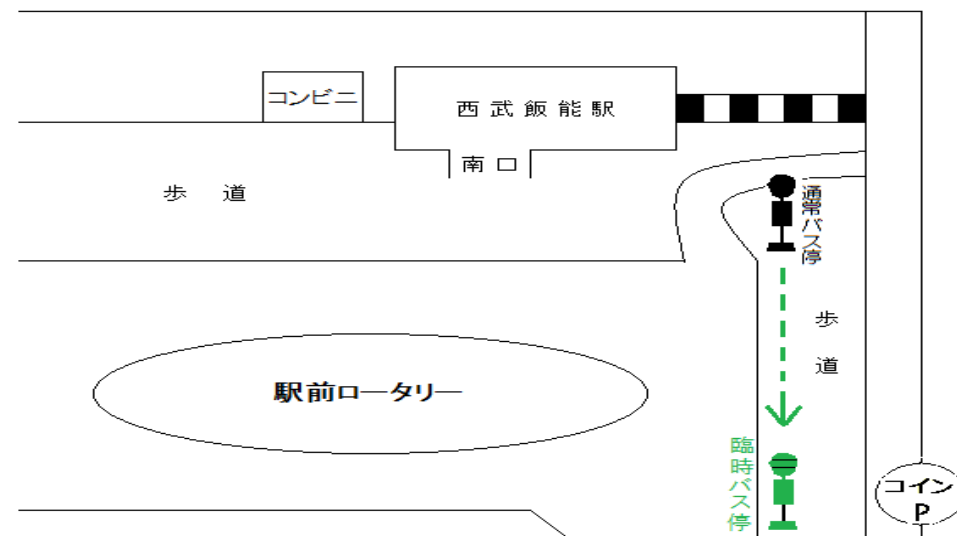 コンビニ
西武飯能駅
南口
歩道
通常バス停
歩道
駅前ロータリー
臨時バス停
コイン
P